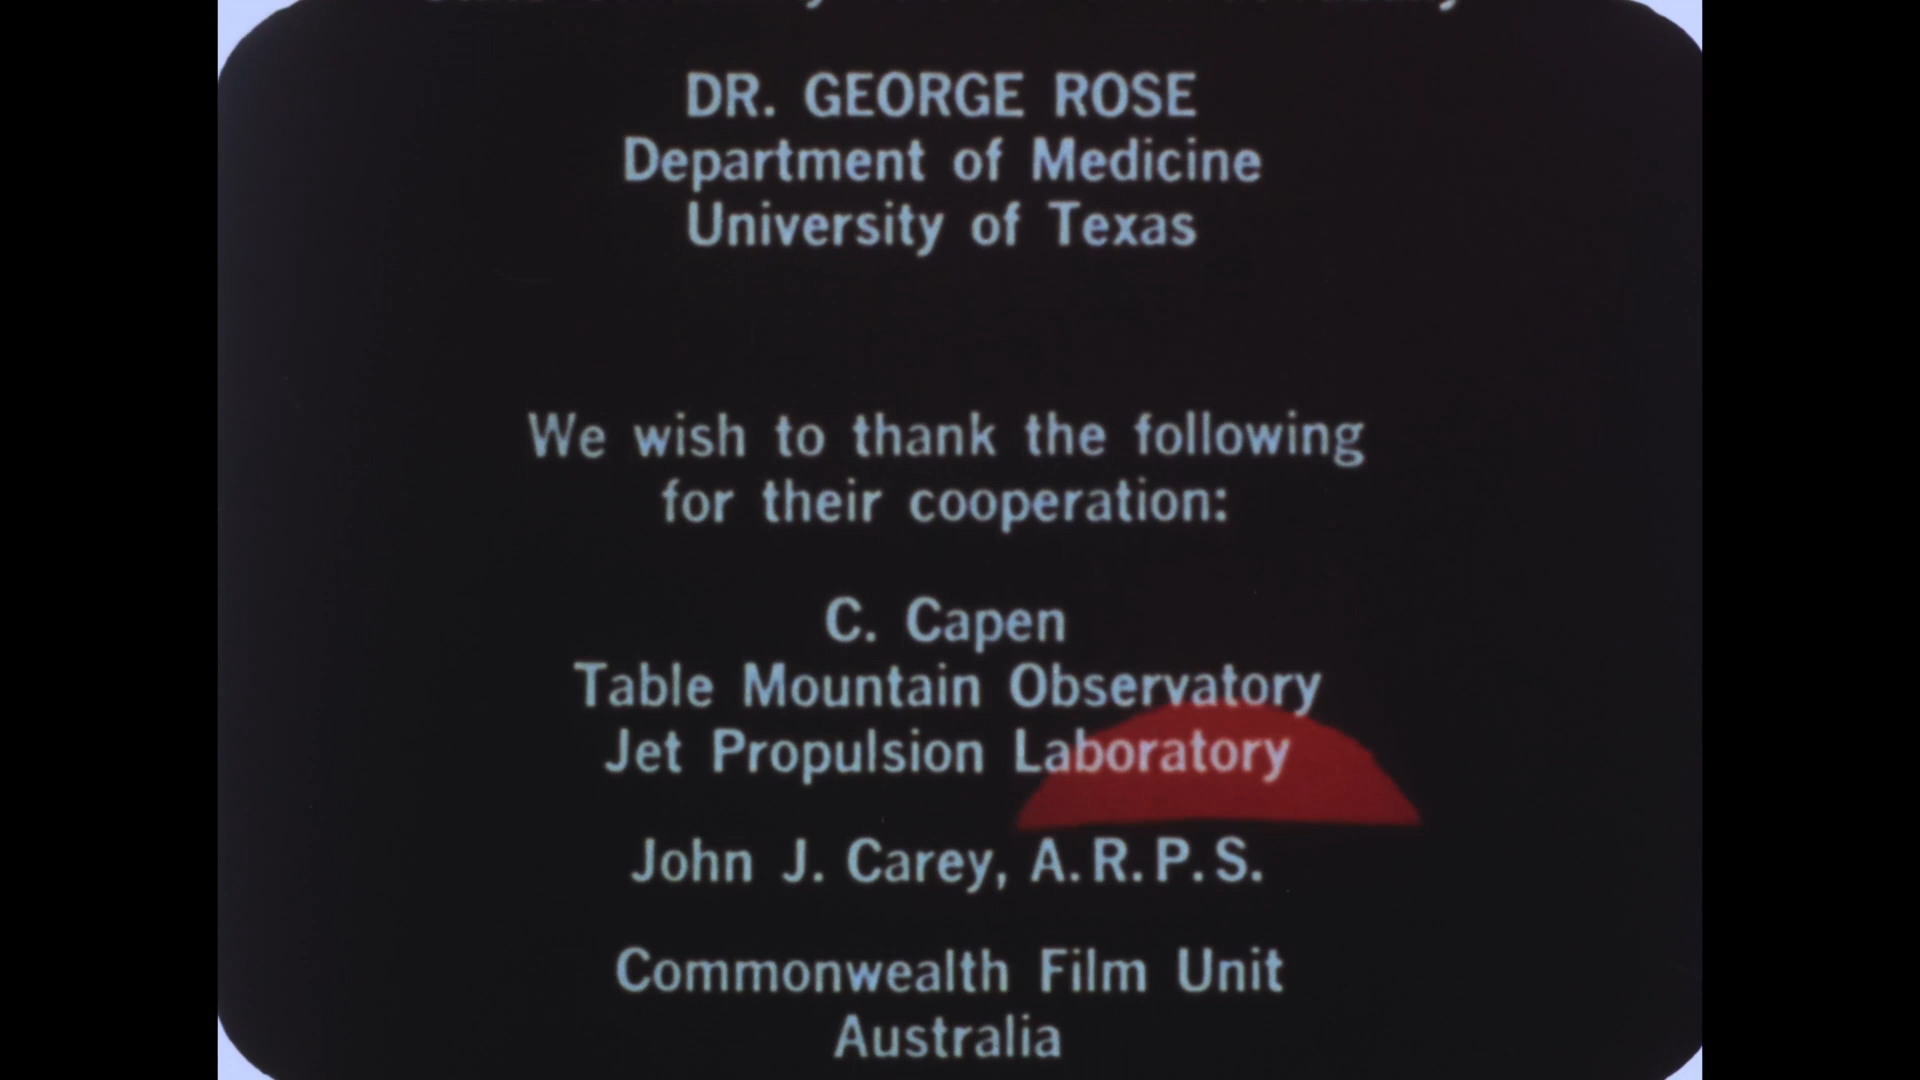 DR. GEORGE ROSE
Department of Medicine
University of Texas
We wish to thank the following
for their cooperation:
C. Capen
Table Mountain Observatory
Jet Propulsion Laboratory
John J. Carey, A.R.P.S.
Commonwealth Film Unit
Australia